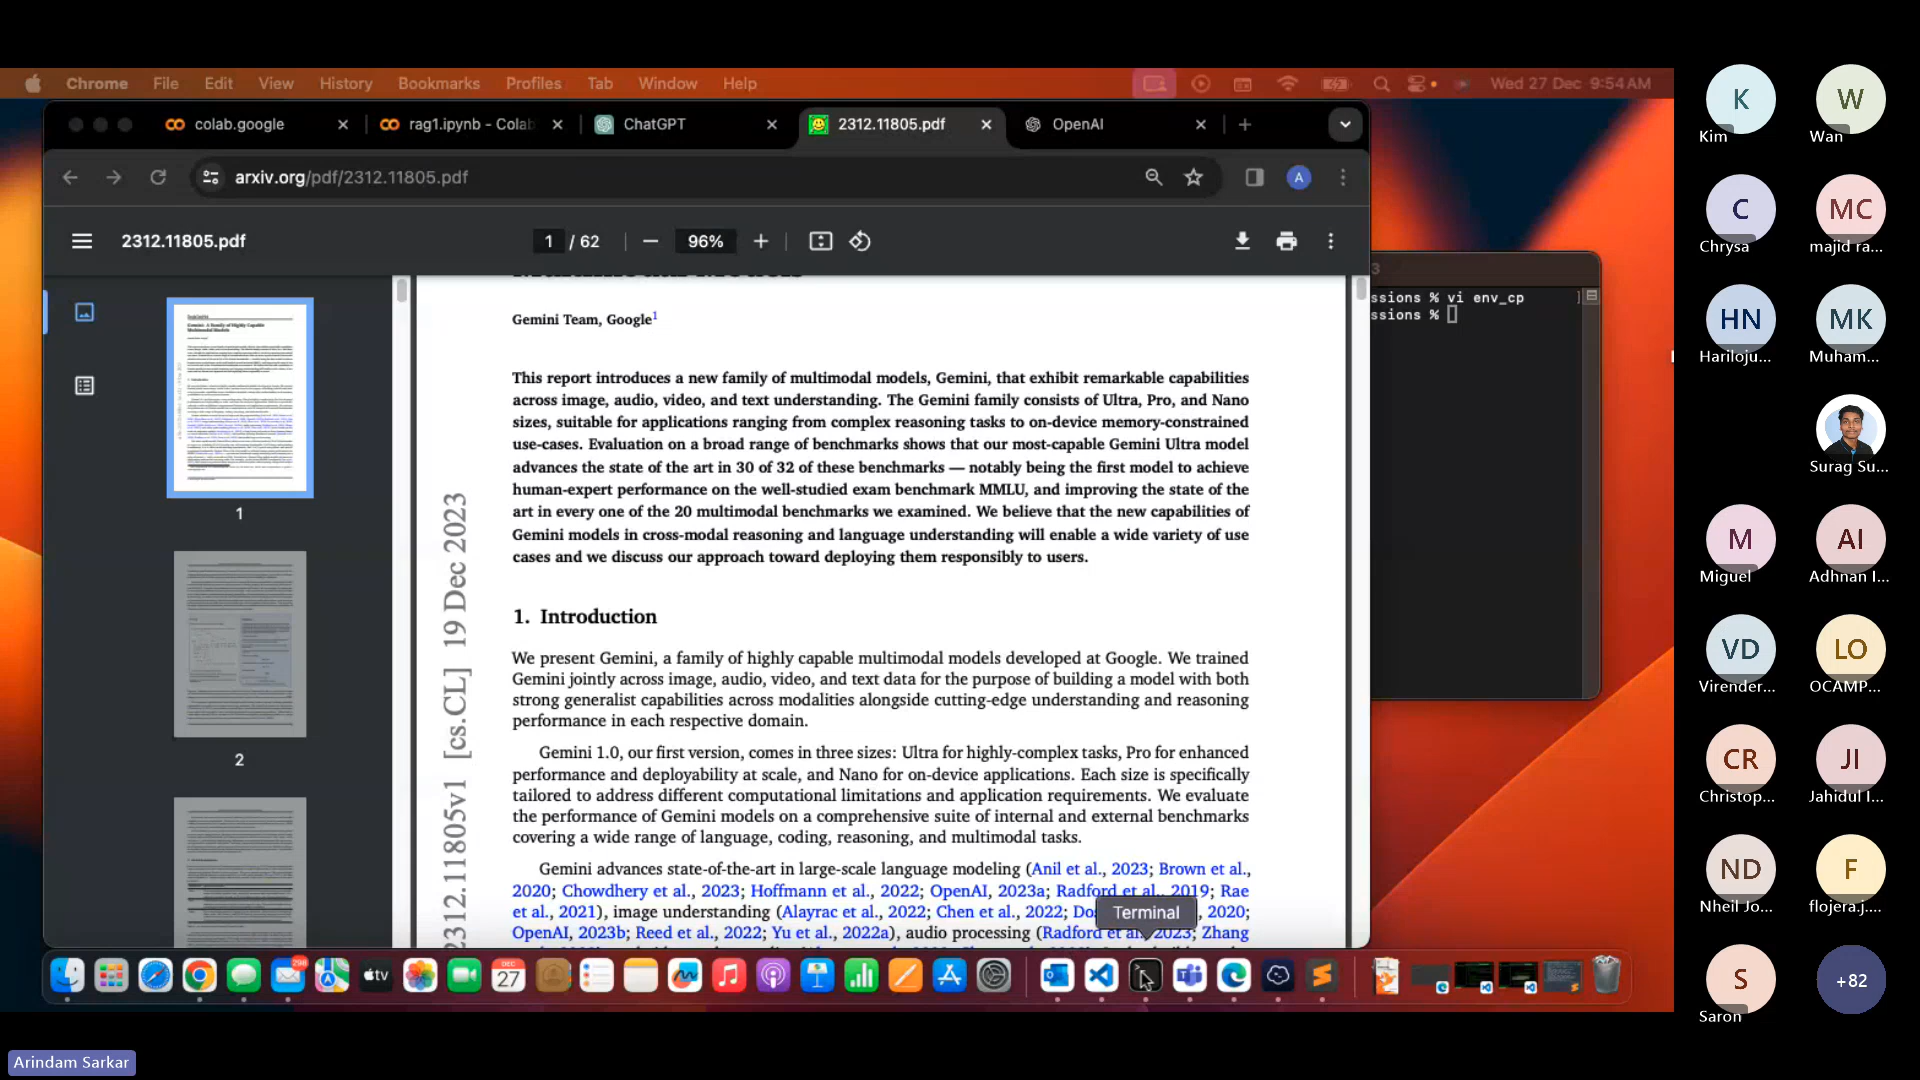 Chrome File Edit View History Bookmarks Profiles Tab Window Help
Wed 27 Dec 9:54 AM
colab.google
rag1.ipynb - Colab
ChatGPT
2312.11805.pdf
OpenAI
arxiv.org/pdf/2312.11805.pdf
A
2312.11805.pdf
1 / 62
96%
1
2
Gemini Team, Google1
This report introduces a new family of multimodal models, Gemini, that exhibit remarkable capabilities
across image, audio, video, and text understanding. The Gemini family consists of Ultra, Pro, and Nano
sizes, suitable for applications ranging from complex reasoning tasks to on-device memory-constrained
use-cases. Evaluation on a broad range of benchmarks shows that our most-capable Gemini Ultra model
advances the state of the art in 30 of 32 of these benchmarks — notably being the first model to achieve
human-expert performance on the well-studied exam benchmark MMLU, and improving the state of the
art in every one of the 20 multimodal benchmarks we examined. We believe that the new capabilities of
Gemini models in cross-modal reasoning and language understanding will enable a wide variety of use
cases and we discuss our approach toward deploying them responsibly to users.
1. Introduction
We present Gemini, a family of highly capable multimodal models developed at Google. We trained
Gemini jointly across image, audio, video, and text data for the purpose of building a model with both
strong generalist capabilities across modalities alongside cutting-edge understanding and reasoning
performance in each respective domain.
Gemini 1.0, our first version, comes in three sizes: Ultra for highly-complex tasks, Pro for enhanced
performance and deployability at scale, and Nano for on-device applications. Each size is specifically
tailored to address different computational limitations and application requirements. We evaluate
the performance of Gemini models on a comprehensive suite of internal and external benchmarks
covering a wide range of language, coding, reasoning, and multimodal tasks.
Gemini advances state-of-the-art in large-scale language modeling (Anil et al., 2023; Brown et al.,
2020; Chowdhery et al., 2023; Hoffmann et al., 2022; OpenAI, 2023a; Radford et al., 2019; Rae
et al., 2021), image understanding (Alayrac et al., 2022; Chen et al., 2022; Do , 2020;
OpenAI, 2023b; Reed et al., 2022; Yu et al., 2022a), audio processing (Radford et al., 2023; Zhang
2312.11805v1 [cs.CL] 19 Dec 2023
Terminal
3
ssions % vi env_cp
ssions %
298
tv
DEC
27
K
Kim
W
Wan
C
Chrysa
MC
majid ra...
HN
Hariloju...
MK
Muham...
Surag Su...
M
Miguel
AI
Adhnan I...
VD
Virender...
LO
OCAMP...
CR
Christop...
JI
Jahidul I...
ND
Nheil Jo...
F
flojera.j....
S
Saron
+82
Arindam Sarkar